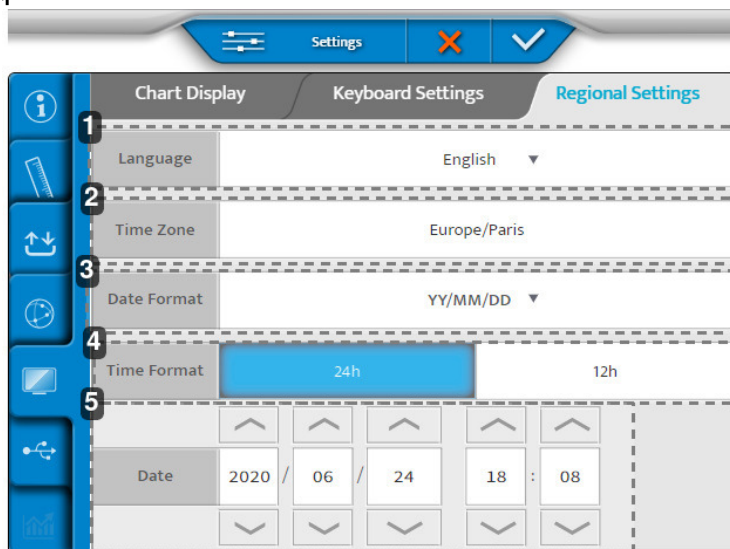 Settings
Chart Display Keyboard Settings Regional Settings
1
Language English
2
Time Zone Europe/Paris
3
Date Format YY/MM/DD
4
Time Format 24h 12h
5
Date 2020 / 06 / 24 18 : 08